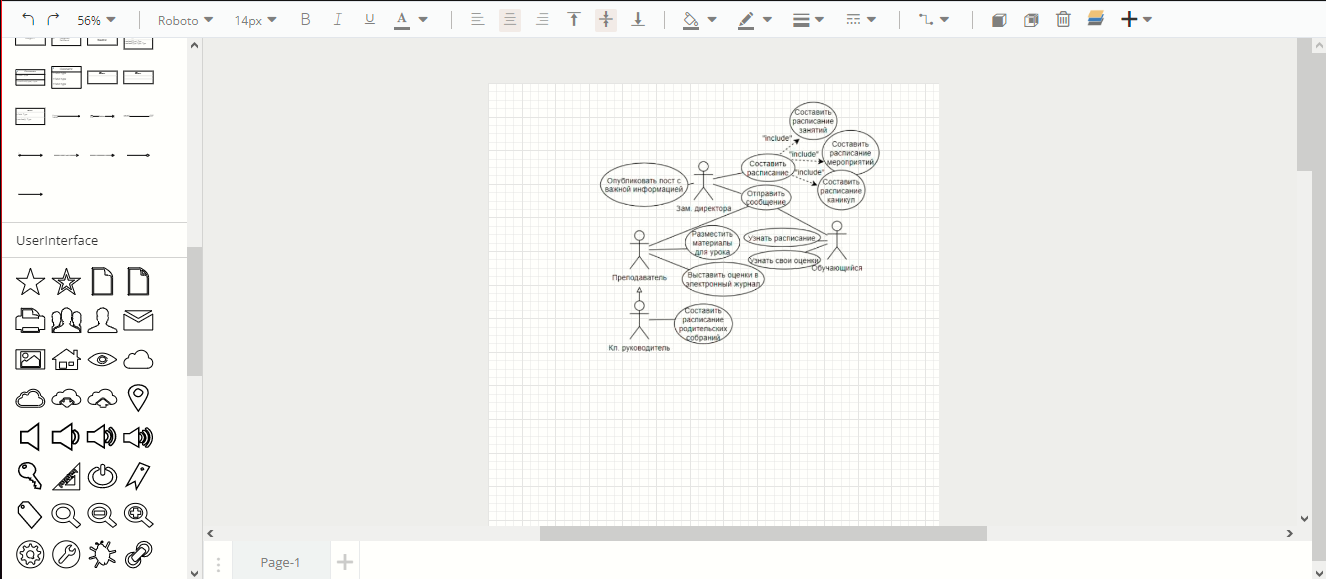 56%
Roboto
14px
B
I
U
A
UserInterface
Составить
расписание
занятий
"include"
Составить
расписание
мероприятий
"include"
Составить
расписание
"include"
Составить
расписание
каникул
Опубликовать пост с
важной информацией
Зам. директора
Отправить
сообщение
Разместить
материалы
для урока
Узнать расписание
Узнать свои оценки
Обучающийся
Преподаватель
Выставить оценки в
электронный журнал
Составить
расписание
родительских
собраний
Кл. руководитель
Page-1